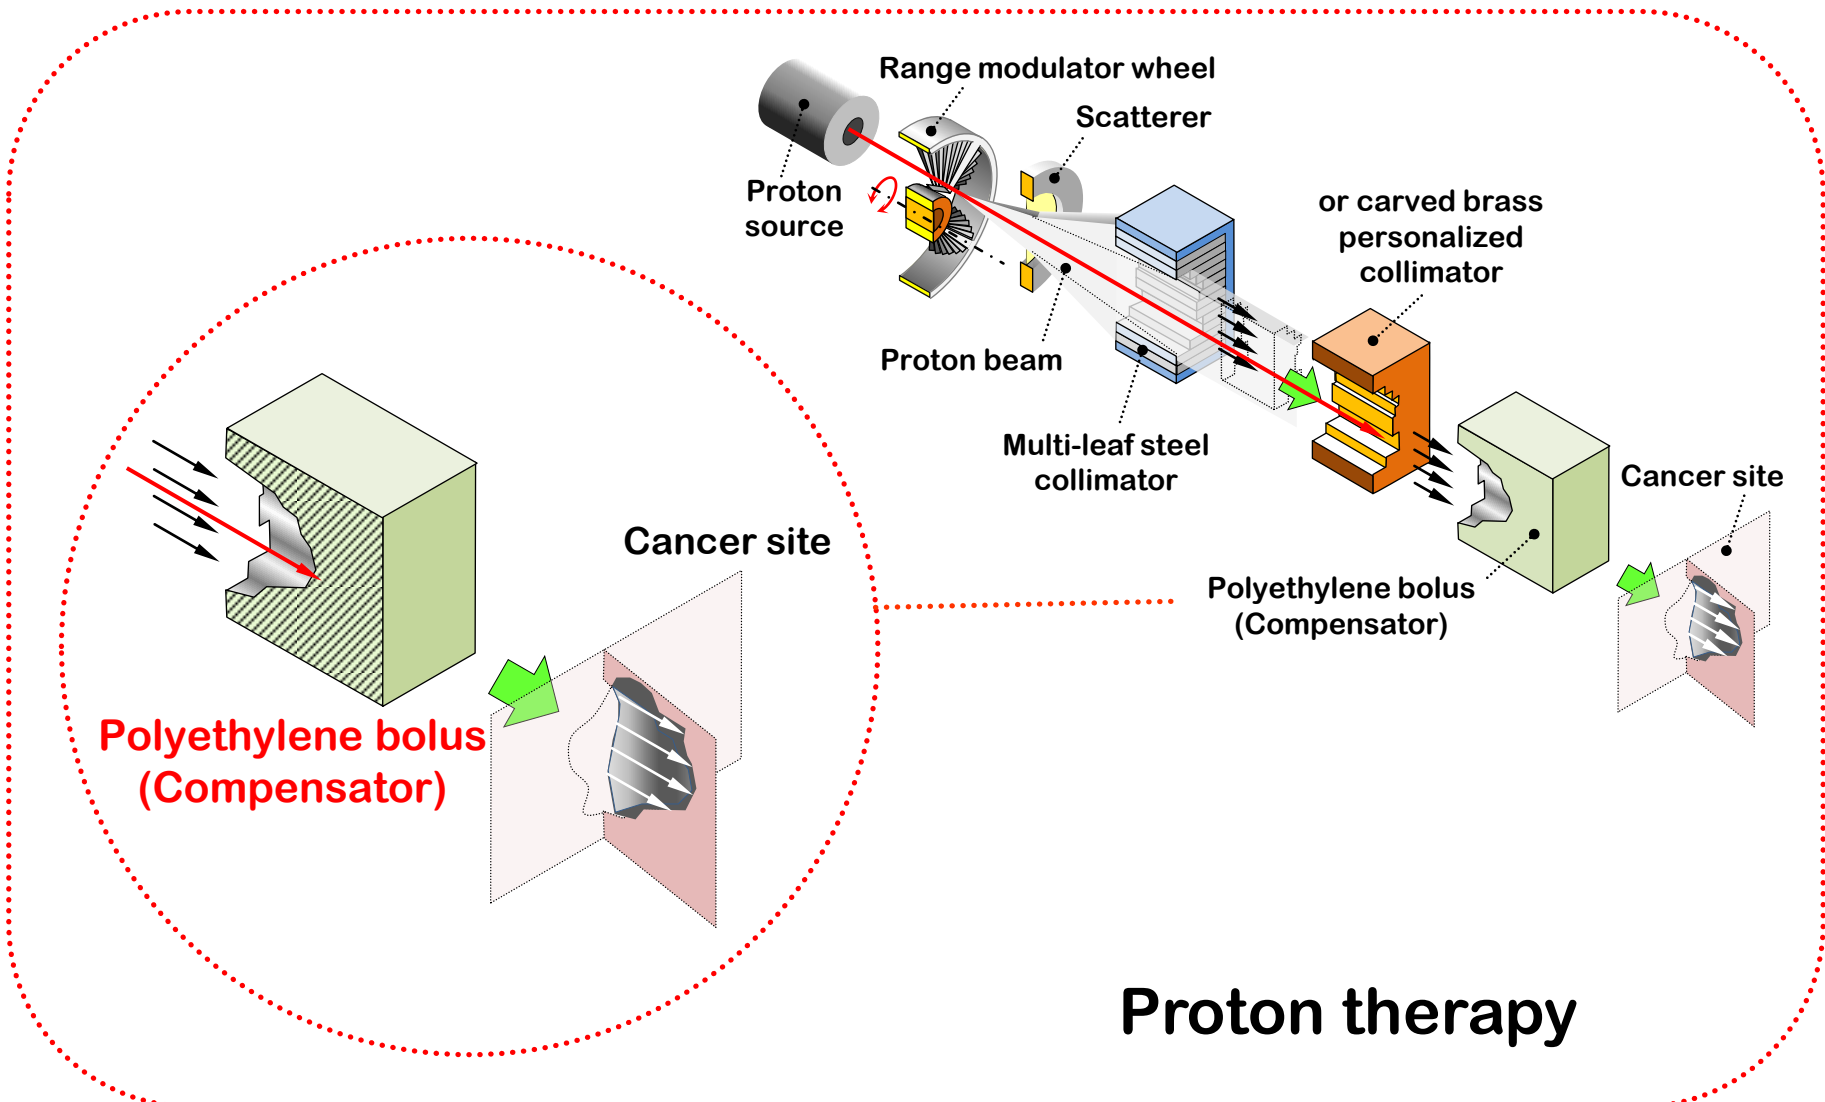 Range modulator wheel
Scatterer
Proton
source
or carved brass
personalized
collimator
Proton beam
Multi-leaf steel
collimator
Cancer site
Polyethylene bolus
(Compensator)
Cancer site
Polyethylene bolus
(Compensator)
Proton therapy